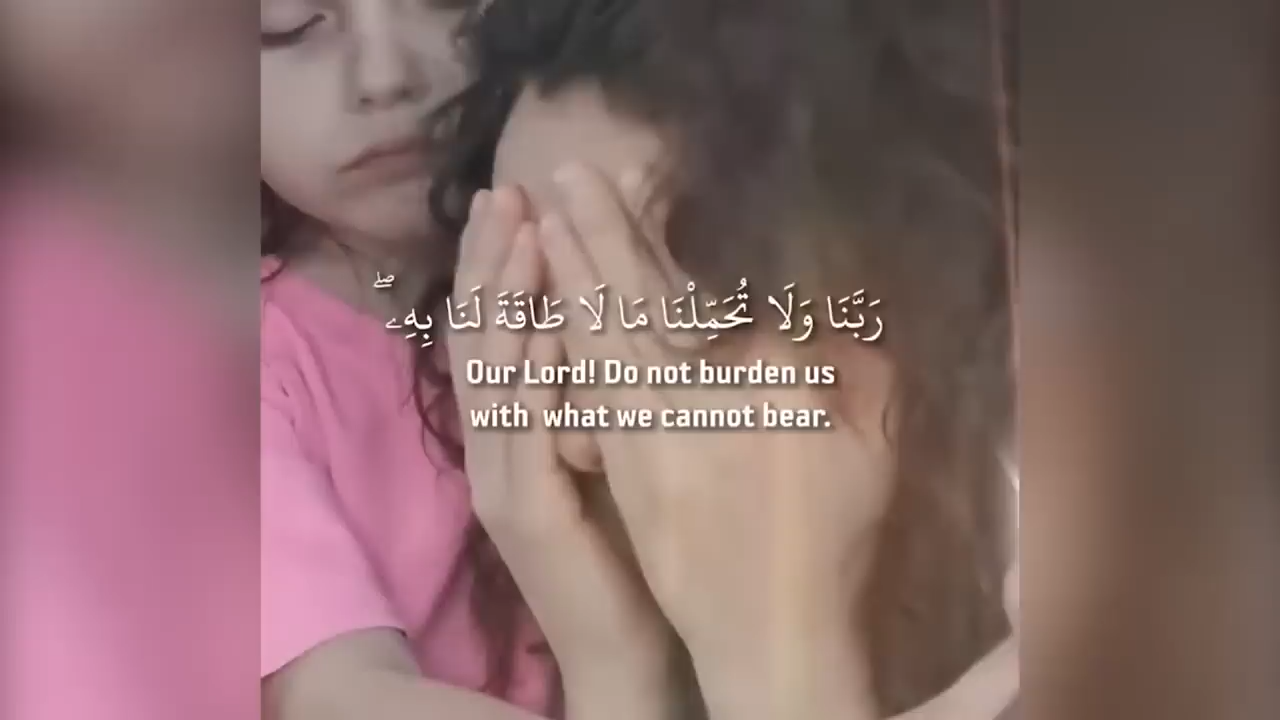 رَبَّنَا وَلَا تُحَمِّلْنَا مَا لَا طَاقَةَ لَنَا بِهِۦ ۖ
Our Lord! Do not burden us
with what we cannot bear.